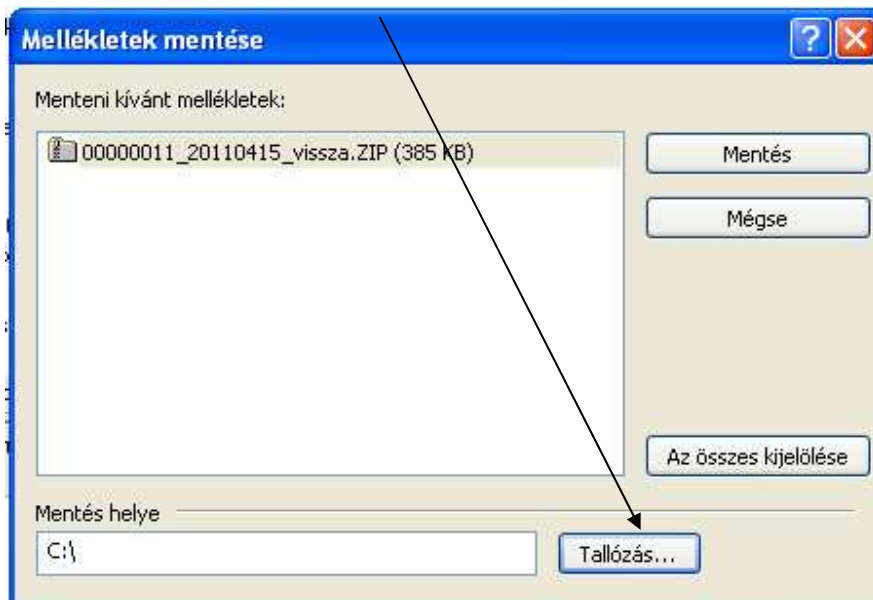 Mellékletek mentése
Menteni kívánt mellékletek:
00000011_20110415_vissza.ZIP (385 KB)
Mentés
Mégse
Az összes kijelölése
Mentés helye
C:\
Tallózás...